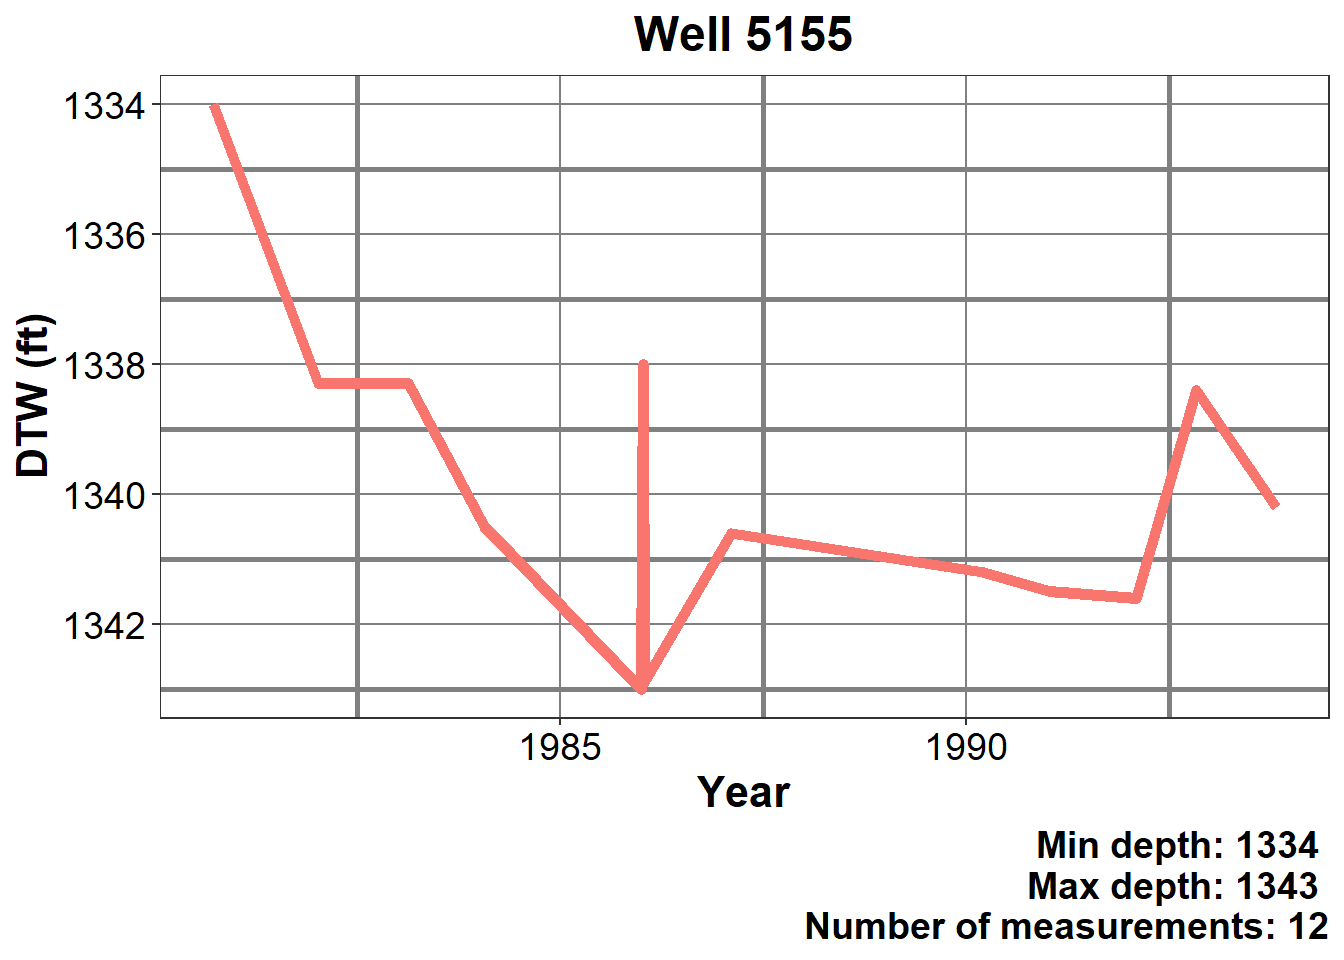 Well 5155
DTW (ft)
1334
1336
1338
1340
1342
1985 1990
Year
Min depth: 1334
Max depth: 1343
Number of measurements: 12